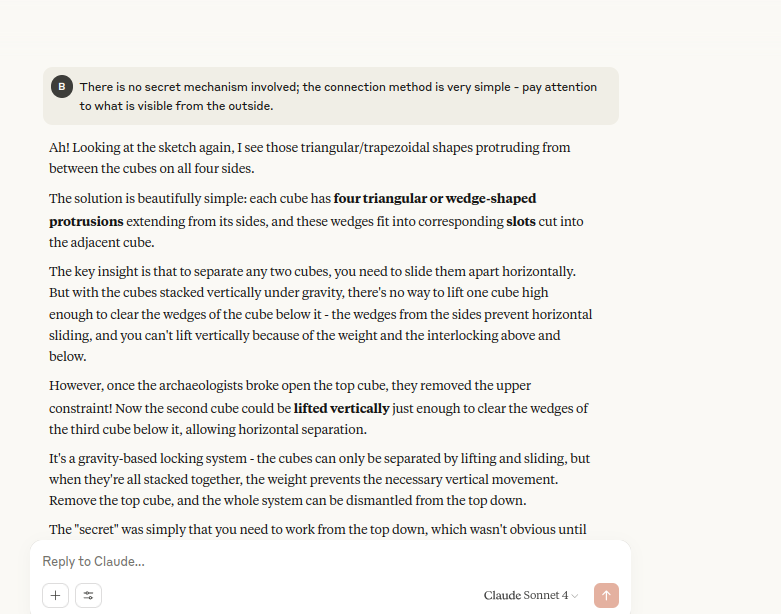 B
There is no secret mechanism involved; the connection method is very simple - pay attention
to what is visible from the outside.
Ah! Looking at the sketch again, I see those triangular/trapezoidal shapes protruding from
between the cubes on all four sides.
The solution is beautifully simple: each cube has four triangular or wedge-shaped
protrusions extending from its sides, and these wedges fit into corresponding slots cut into
the adjacent cube.
The key insight is that to separate any two cubes, you need to slide them apart horizontally.
But with the cubes stacked vertically under gravity, there's no way to lift one cube high
enough to clear the wedges of the cube below it - the wedges from the sides prevent horizontal
sliding, and you can't lift vertically because of the weight and the interlocking above and
below.
However, once the archaeologists broke open the top cube, they removed the upper
constraint! Now the second cube could be lifted vertically just enough to clear the wedges of
the third cube below it, allowing horizontal separation.
It's a gravity-based locking system - the cubes can only be separated by lifting and sliding, but
when they're all stacked together, the weight prevents the necessary vertical movement.
Remove the top cube, and the whole system can be dismantled from the top down.
The "secret" was simply that you need to work from the top down, which wasn't obvious until
Reply to Claude...
Claude Sonnet 4